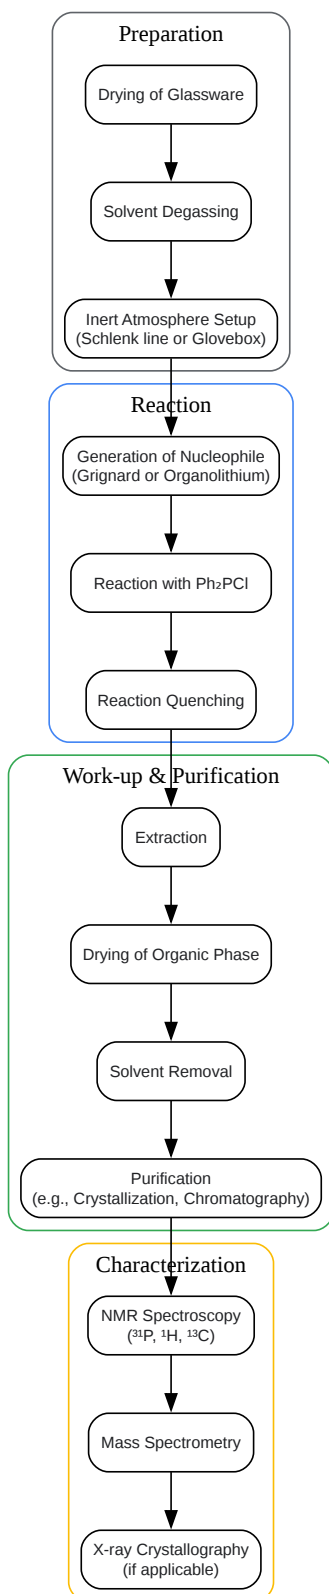 Preparation
Drying of Glassware
Solvent Degassing
Inert Atmosphere Setup
(Schlenk line or Glovebox)
Reaction
Generation of Nucleophile
(Grignard or Organolithium)
Reaction with Ph₂PCl
Reaction Quenching
Work-up & Purification
Extraction
Drying of Organic Phase
Solvent Removal
Purification
(e.g., Crystallization, Chromatography)
Characterization
NMR Spectroscopy
(³¹P, ¹H, ¹³C)
Mass Spectrometry
X-ray Crystallography
(if applicable)